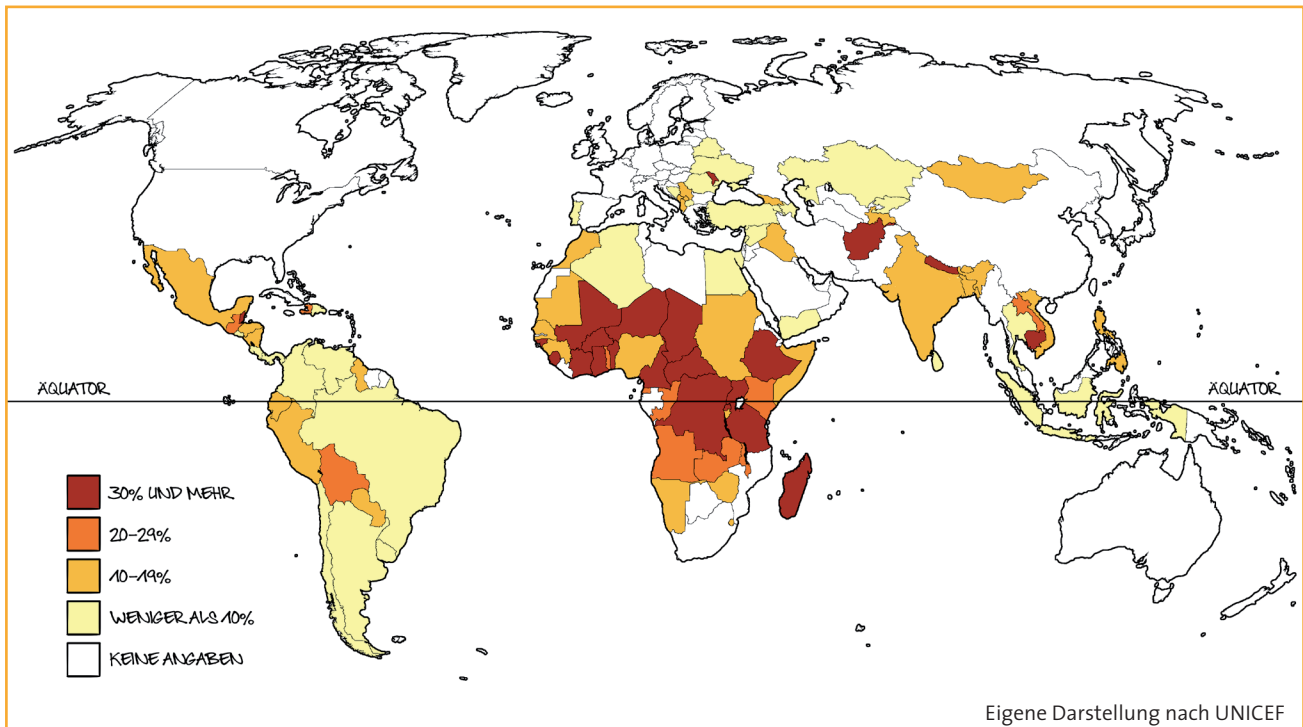 ÄQUATOR
ÄQUATOR
30% UND MEHR
20–29%
10–19%
WENIGER ALS 10%
KEINE ANGABEN
Eigene Darstellung nach UNICEF